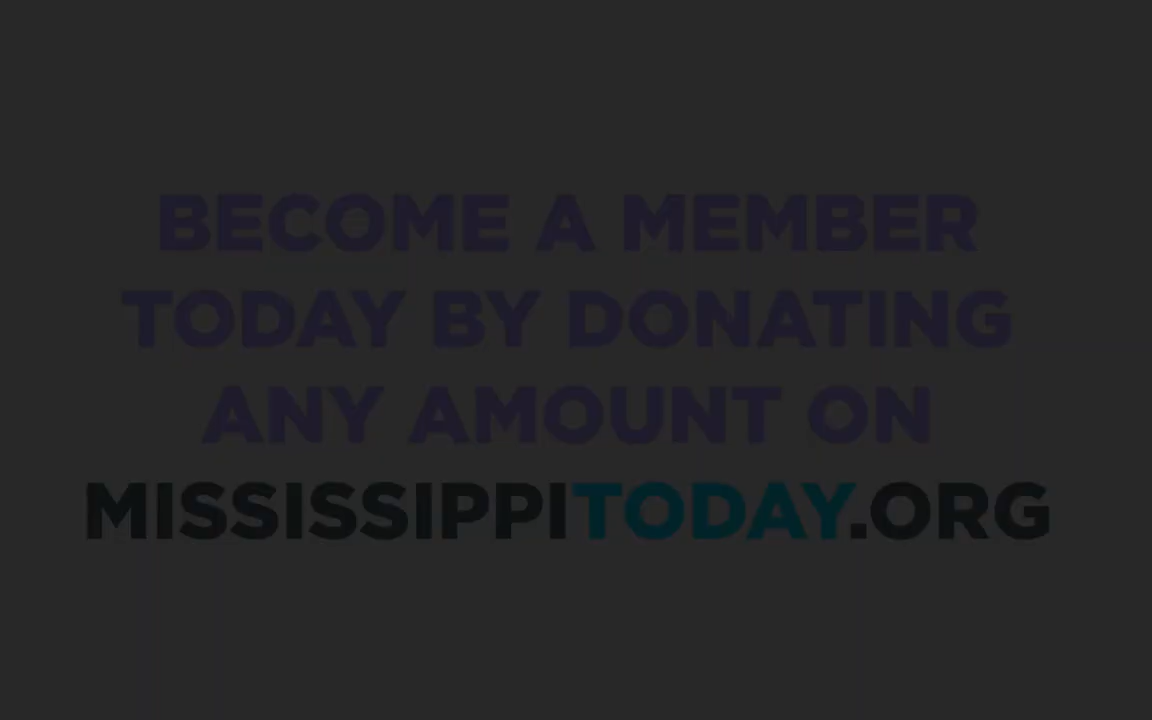 BECOME A MEMBER
TODAY BY DONATING
ANY AMOUNT ON
MISSISSIPPITODAY.ORG